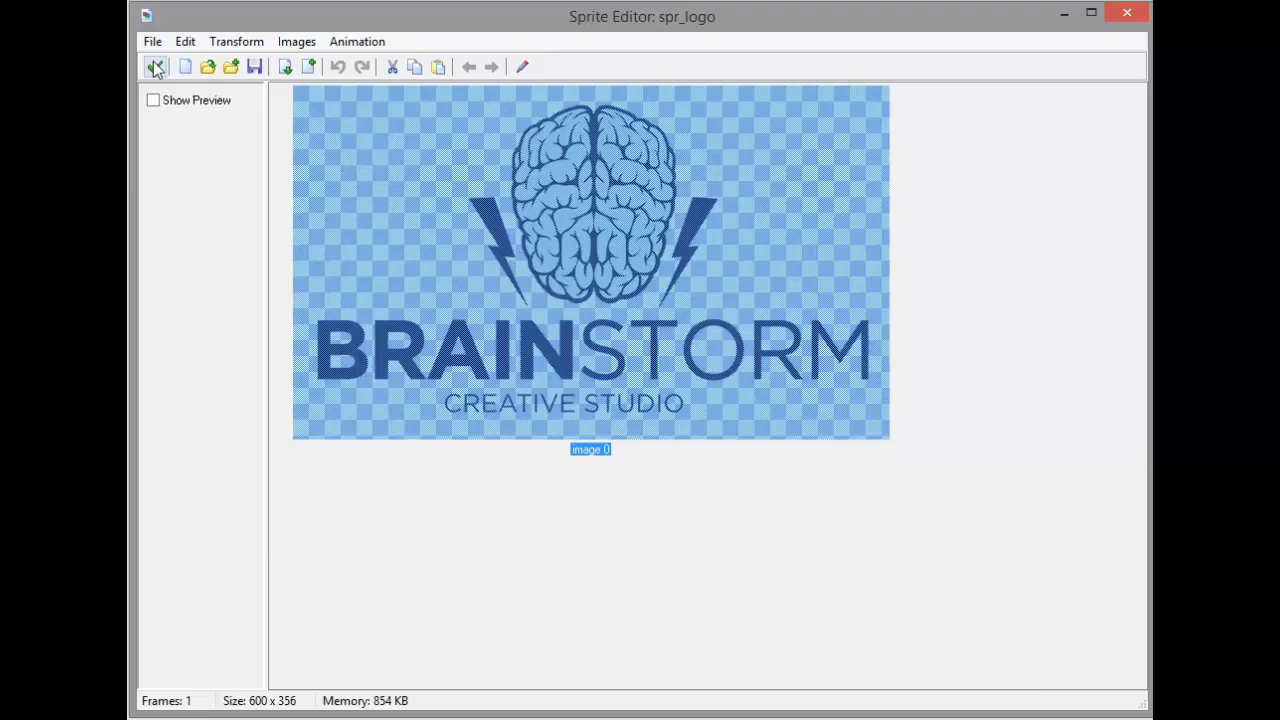 Sprite Editor: spr_logo
File Edit Transform Images Animation
Show Preview
BRAINSTORM
CREATIVE STUDIO
image 0
Frames: 1 Size: 600 x 356 Memory: 854 KB